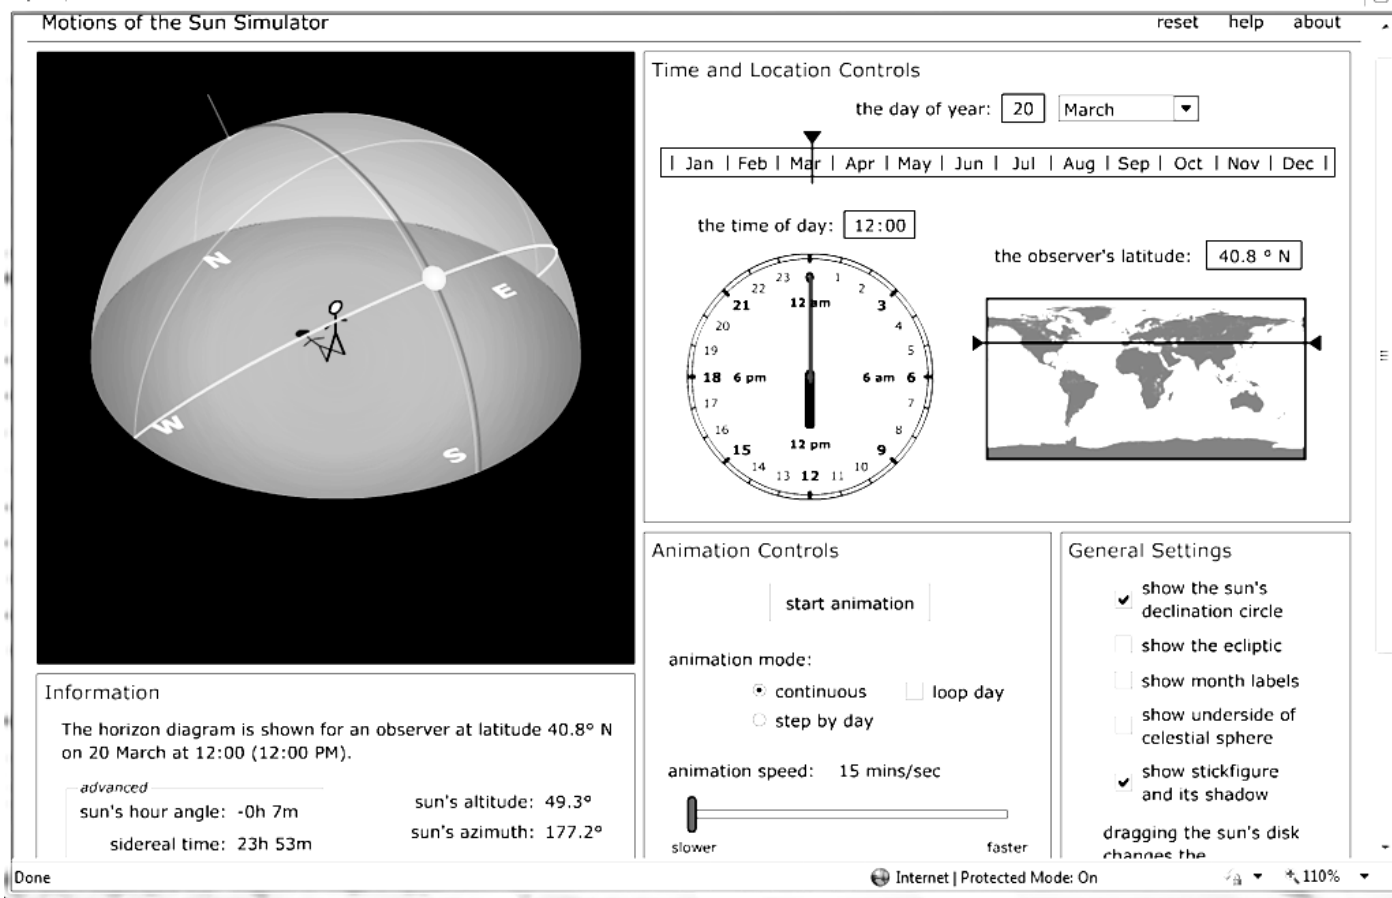 Motions of the Sun Simulator
reset help about
N
E
W
S
Time and Location Controls
the day of year: 20 March
| Jan | Feb | Mar | Apr | May | Jun | Jul | Aug | Sep | Oct | Nov | Dec |
the time of day: 12:00
23 1
22 2
12 am
21 3
20 4
19 5
18 6 pm 6 am 6
17 7
16 8
12 pm
15 9
14 10
13 12 11
the observer's latitude: 40.8 ° N
Animation Controls
start animation
animation mode:
continuous loop day
step by day
animation speed: 15 mins/sec
slower faster
General Settings
show the sun's
declination circle
show the ecliptic
show month labels
show underside of
celestial sphere
show stickfigure
and its shadow
dragging the sun's disk
changes the
Information
The horizon diagram is shown for an observer at latitude 40.8° N
on 20 March at 12:00 (12:00 PM).
advanced
sun's hour angle: -0h 7m
sidereal time: 23h 53m
sun's altitude: 49.3°
sun's azimuth: 177.2°
Done
Internet | Protected Mode: On
110%